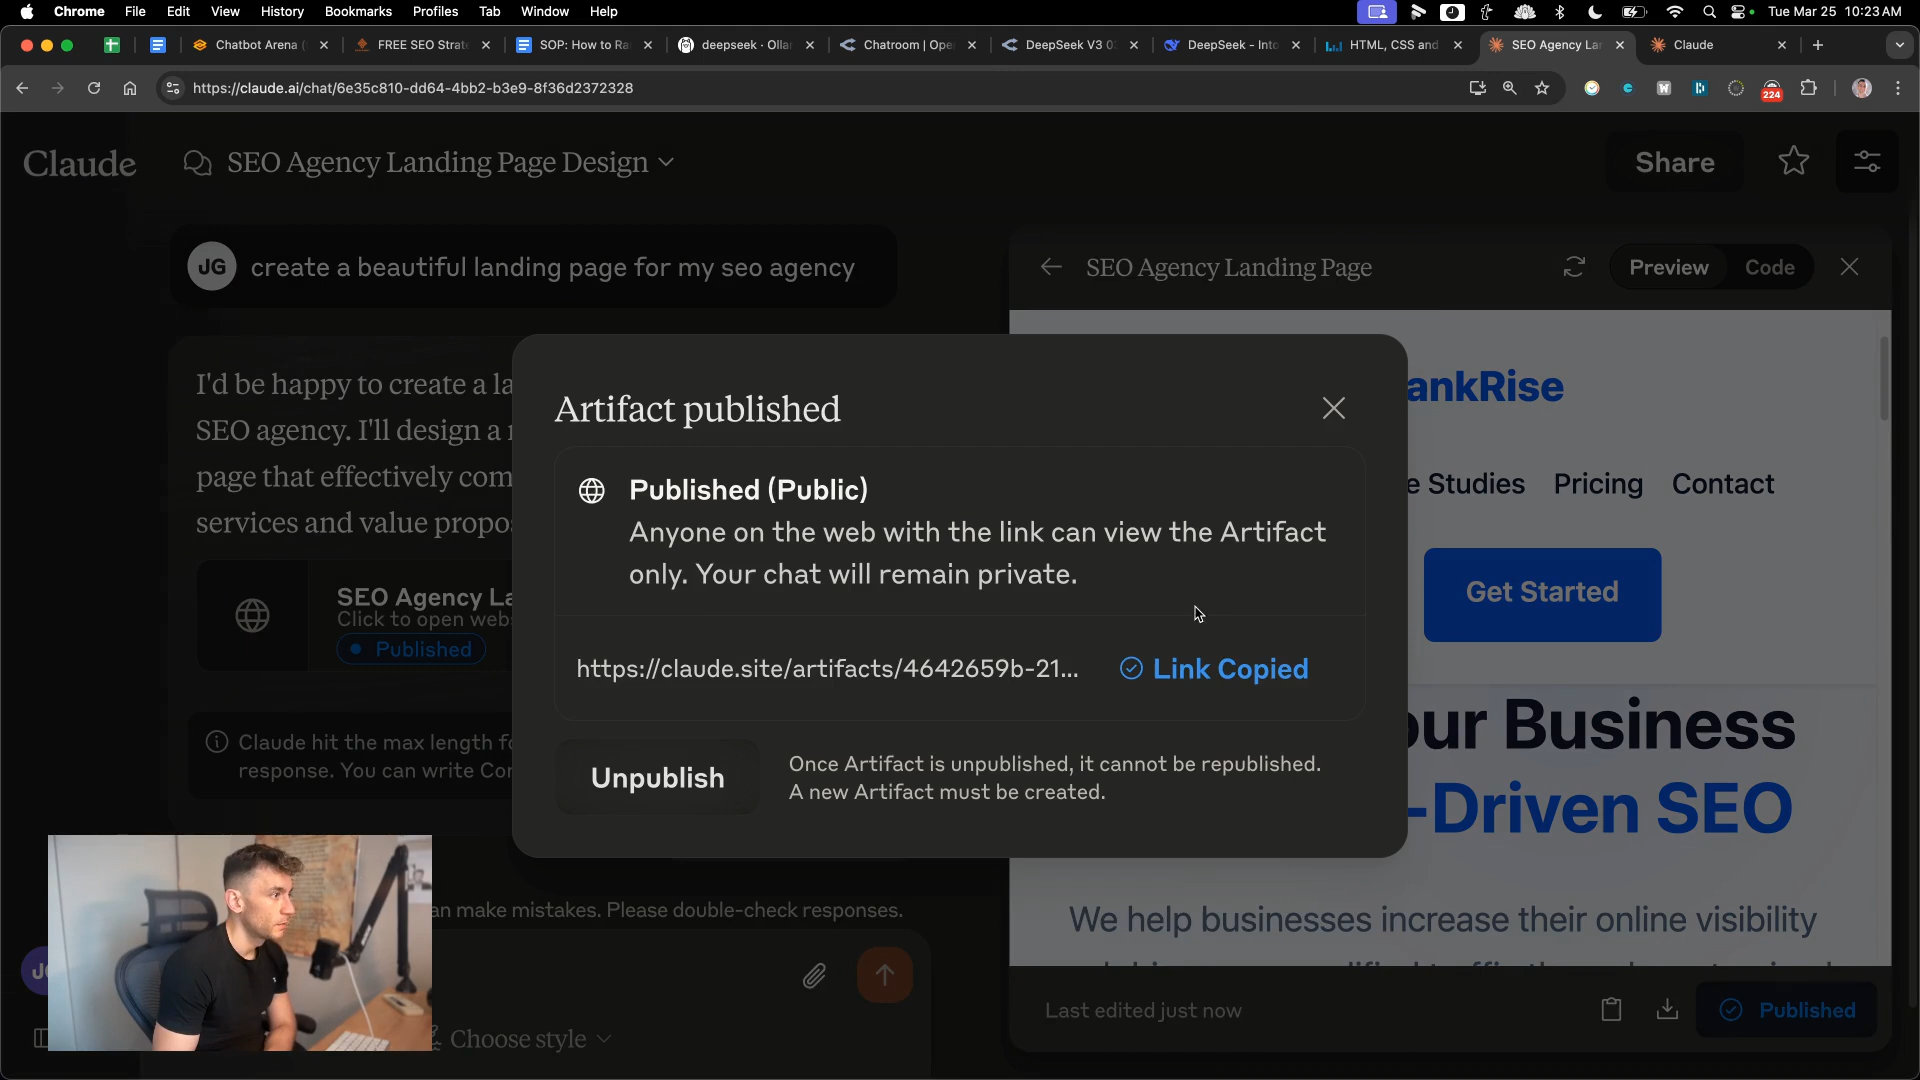 Chrome File Edit View History Bookmarks Profiles Tab Window Help
Tue Mar 25 10:23 AM
Chatbot Arena (
FREE SEO Strat
SOP: How to Ra
deepseek · Olla
Chatroom | Ope
DeepSeek V3 03
DeepSeek - Into
HTML, CSS and
SEO Agency Lan
Claude
https://claude.ai/chat/6e35c810-dd64-4bb2-b3e9-8f36d2372328
224
Claude
SEO Agency Landing Page Design
Share
JG
create a beautiful landing page for my seo agency
I'd be happy to create a la
SEO agency. I'll design a
page that effectively com
services and value propo
SEO Agency La
Click to open web
Published
Claude hit the max length fo
response. You can write Con
an make mistakes. Please double-check responses.
Choose style
SEO Agency Landing Page
Preview
Code
ankRise
e Studies
Pricing
Contact
Get Started
our Business
-Driven SEO
We help businesses increase their online visibility
Last edited just now
Published
Artifact published
Published (Public)
Anyone on the web with the link can view the Artifact
only. Your chat will remain private.
https://claude.site/artifacts/4642659b-21...
Link Copied
Unpublish
Once Artifact is unpublished, it cannot be republished.
A new Artifact must be created.